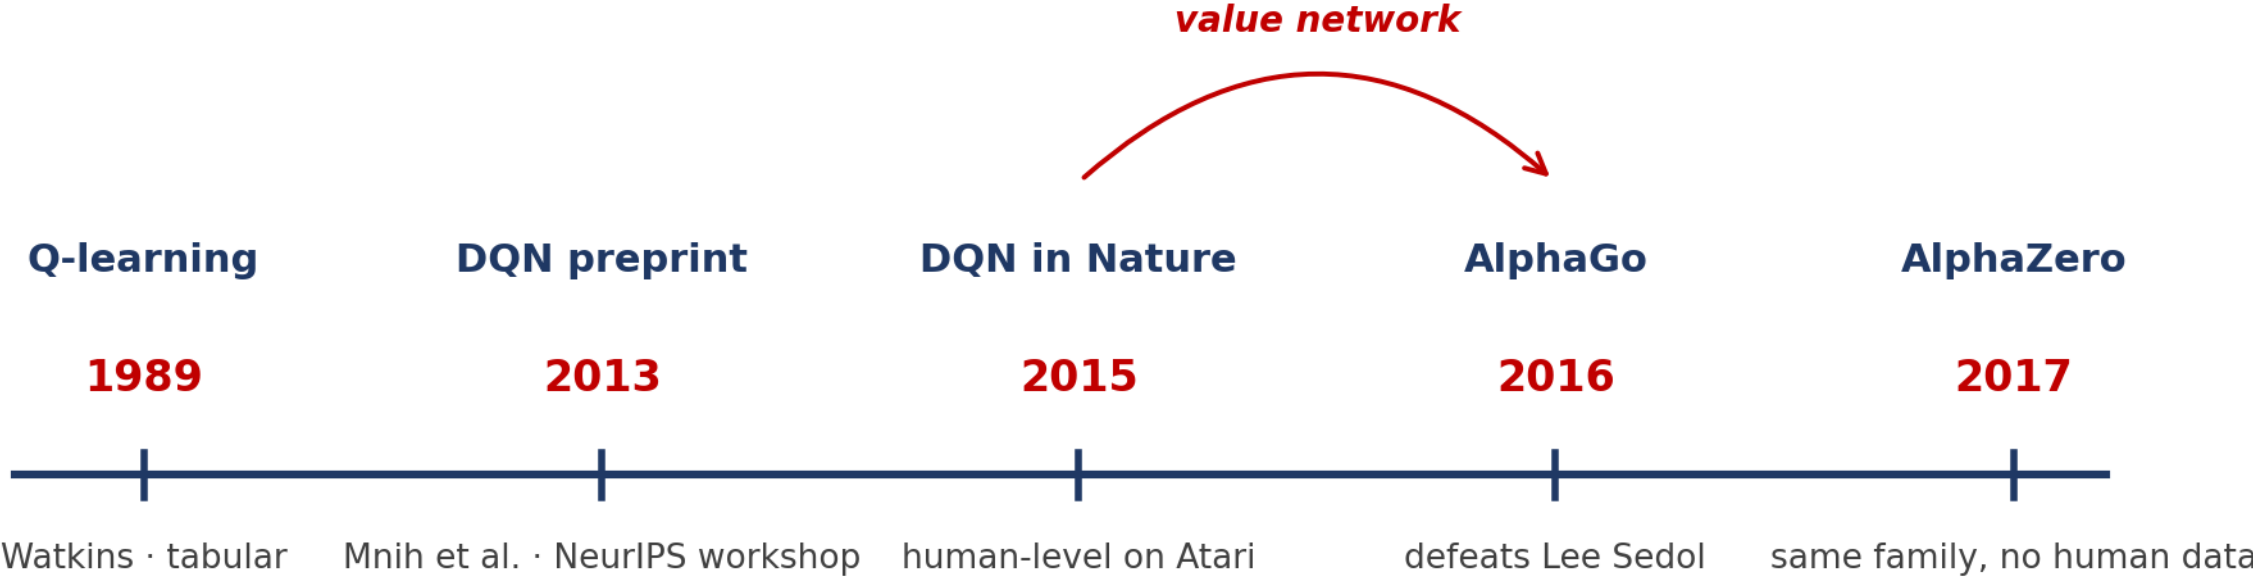 value network
Q-learning DQN preprint DQN in Nature AlphaGo AlphaZero
1989 2013 2015 2016 2017
Watkins · tabular Mnih et al. · NeurIPS workshop human-level on Atari defeats Lee Sedol same family, no human data